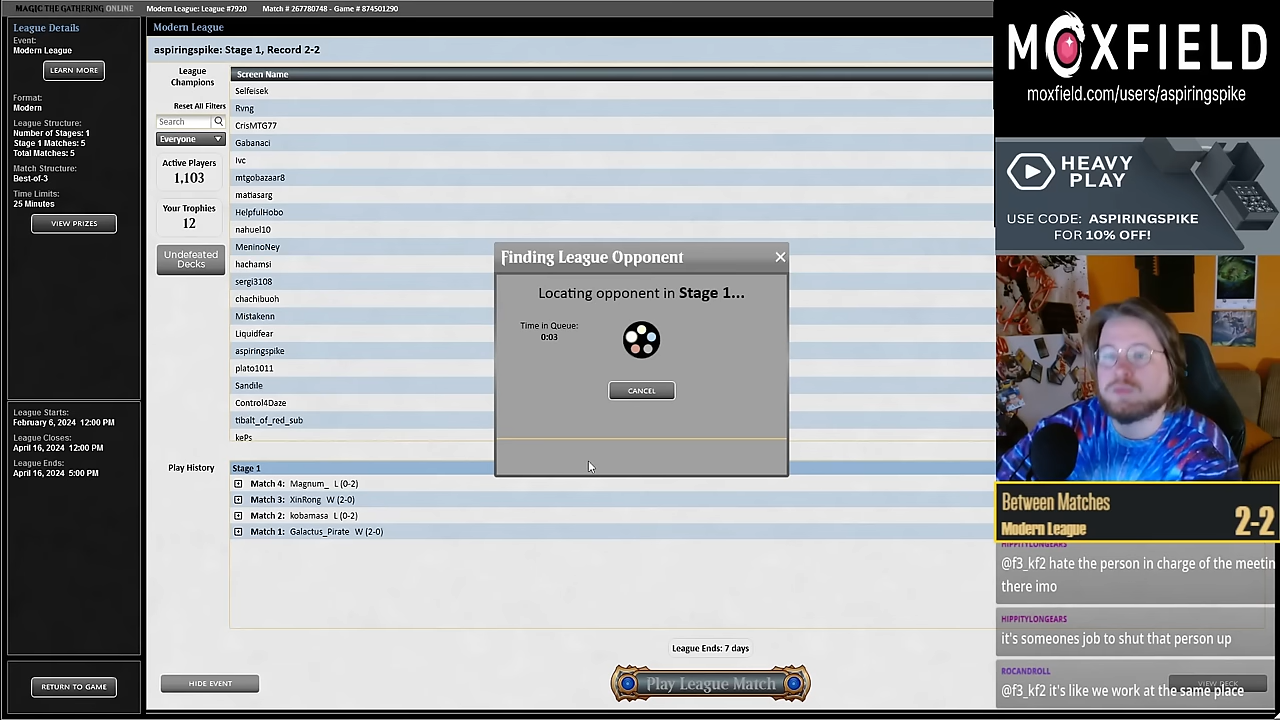 MAGIC THE GATHERING ONLINE
Modern League: League #7920
Match # 267780748 - Game # 874501290
League Details
Event:
Modern League
LEARN MORE
Format:
Modern
League Structure:
Number of Stages: 1
Stage 1 Matches: 5
Total Matches: 5
Match Structure:
Best-of-3
Time Limits:
25 Minutes
VIEW PRIZES
League Starts:
February 6, 2024 12:00 PM
League Closes:
April 16, 2024 12:00 PM
League Ends:
April 16, 2024 5:00 PM
RETURN TO GAME
Modern League
aspiringspike: Stage 1, Record 2-2
League
Champions
Reset All Filters
Search
Everyone
Active Players
1,103
Your Trophies
12
Undefeated
Decks
Screen Name
Selfeisek
Rvng
CrisMTG77
Gabanaci
lvc
mtgobazaar8
matiasarg
HelpfulHobo
nahuel10
MeninoNey
hachamsi
sergi3108
chachibuoh
Mistakenn
Liquidfear
aspiringspike
plato1011
Sandile
Control4Daze
tibalt_of_red_sub
kePs
Finding League Opponent
Locating opponent in Stage 1...
Time in Queue:
0:03
CANCEL
Play History
Stage 1
Match 4: Magnum_ L (0-2)
Match 3: XinRong W (2-0)
Match 2: kobamasa L (0-2)
Match 1: Galactus_Pirate W (2-0)
League Ends: 7 days
HIDE EVENT
Play League Match
MOXFIELD
moxfield.com/users/aspiringspike
HEAVY
PLAY
USE CODE: ASPIRINGSPIKE
FOR 10% OFF!
Between Matches
Modern League
2-2
HIPPITYLONGEARS
@f3_kf2 hate the person in charge of the meetin
there imo
HIPPITYLONGEARS
it's someones job to shut that person up
ROCANDROLL
@f3_kf2 it's like we work at the same place
VIEW DECK